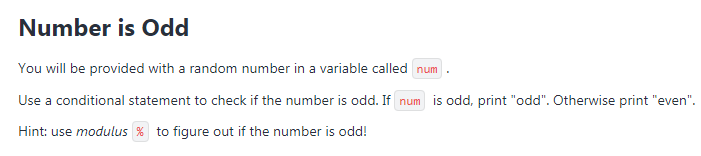 Number is Odd
You will be provided with a random number in a variable called num .
Use a conditional statement to check if the number is odd. If num is odd, print "odd". Otherwise print "even".
Hint: use modulus % to figure out if the number is odd!